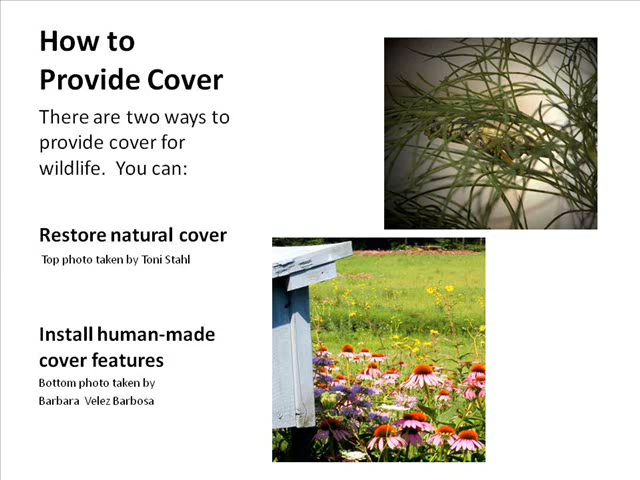 How to
Provide Cover
There are two ways to
provide cover for
wildlife. You can:
Restore natural cover
Top photo taken by Toni Stahl
Install human-made
cover features
Bottom photo taken by
Barbara Velez Barbosa